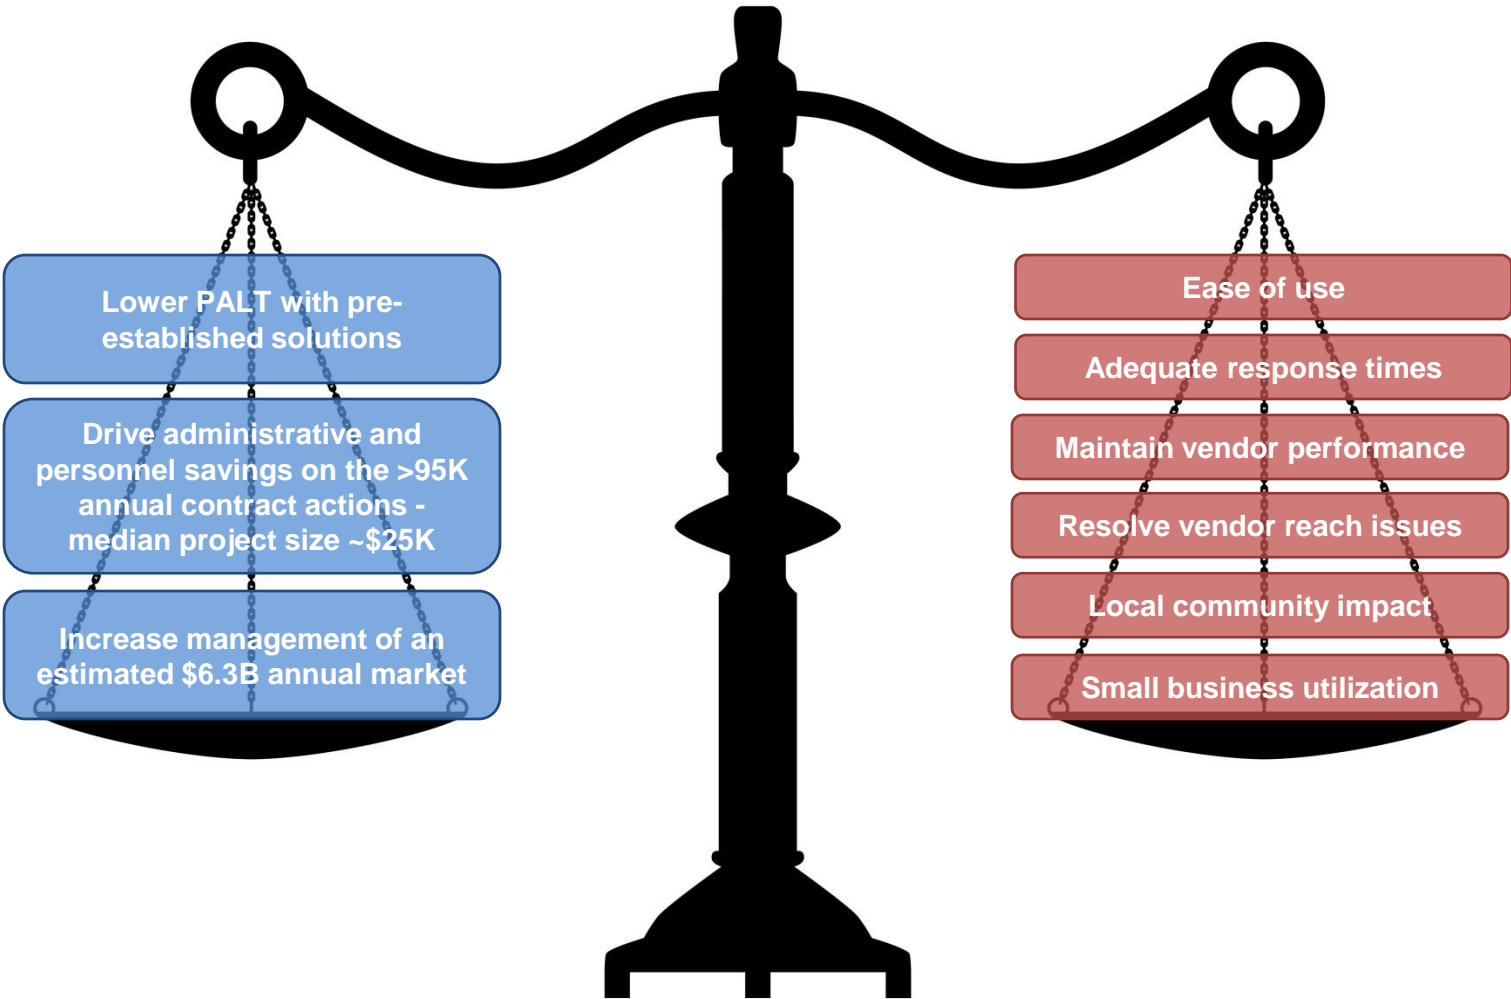 Lower PALT with pre-
established solutions
Drive administrative and
personnel savings on the >95K
annual contract actions -
median project size ~$25K
Increase management of an
estimated $6.3B annual market
Ease of use
Adequate response times
Maintain vendor performance
Resolve vendor reach issues
Local community impact
Small business utilization